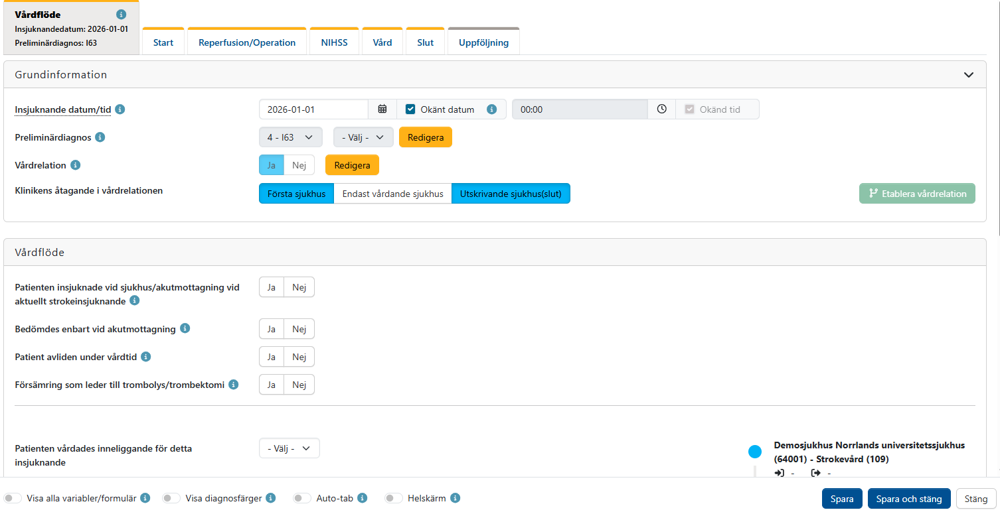 Vårdflöde
Insjuknandedatum: 2026-01-01
Preliminärdiagnos: I63
Start
Reperfusion/Operation
NIHSS
Vård
Slut
Uppföljning
Grundinformation
Insjuknande datum/tid
2026-01-01
Okänt datum
00:00
Okänd tid
Preliminärdiagnos
4 - I63
- Välj -
Redigera
Vårdrelation
Ja
Nej
Redigera
Klinikens åtagande i vårdrelationen
Första sjukhus
Endast vårdande sjukhus
Utskrivande sjukhus(slut)
Etablera vårdrelation
Vårdflöde
Patienten insjuknade vid sjukhus/akutmottagning vid
aktuellt strokeinsjuknande
Ja
Nej
Bedömdes enbart vid akutmottagning
Ja
Nej
Patient avliden under vårdtid
Ja
Nej
Försämring som leder till trombolys/trombektomi
Ja
Nej
Patienten vårdades inneliggande för detta
insjuknande
- Välj -
Demosjukhus Norrlands universitetssjukhus
(64001) - Strokevård (109)
- -
Visa alla variabler/formulär
Visa diagnosfärger
Auto-tab
Helskärm
Spara
Spara och stäng
Stäng